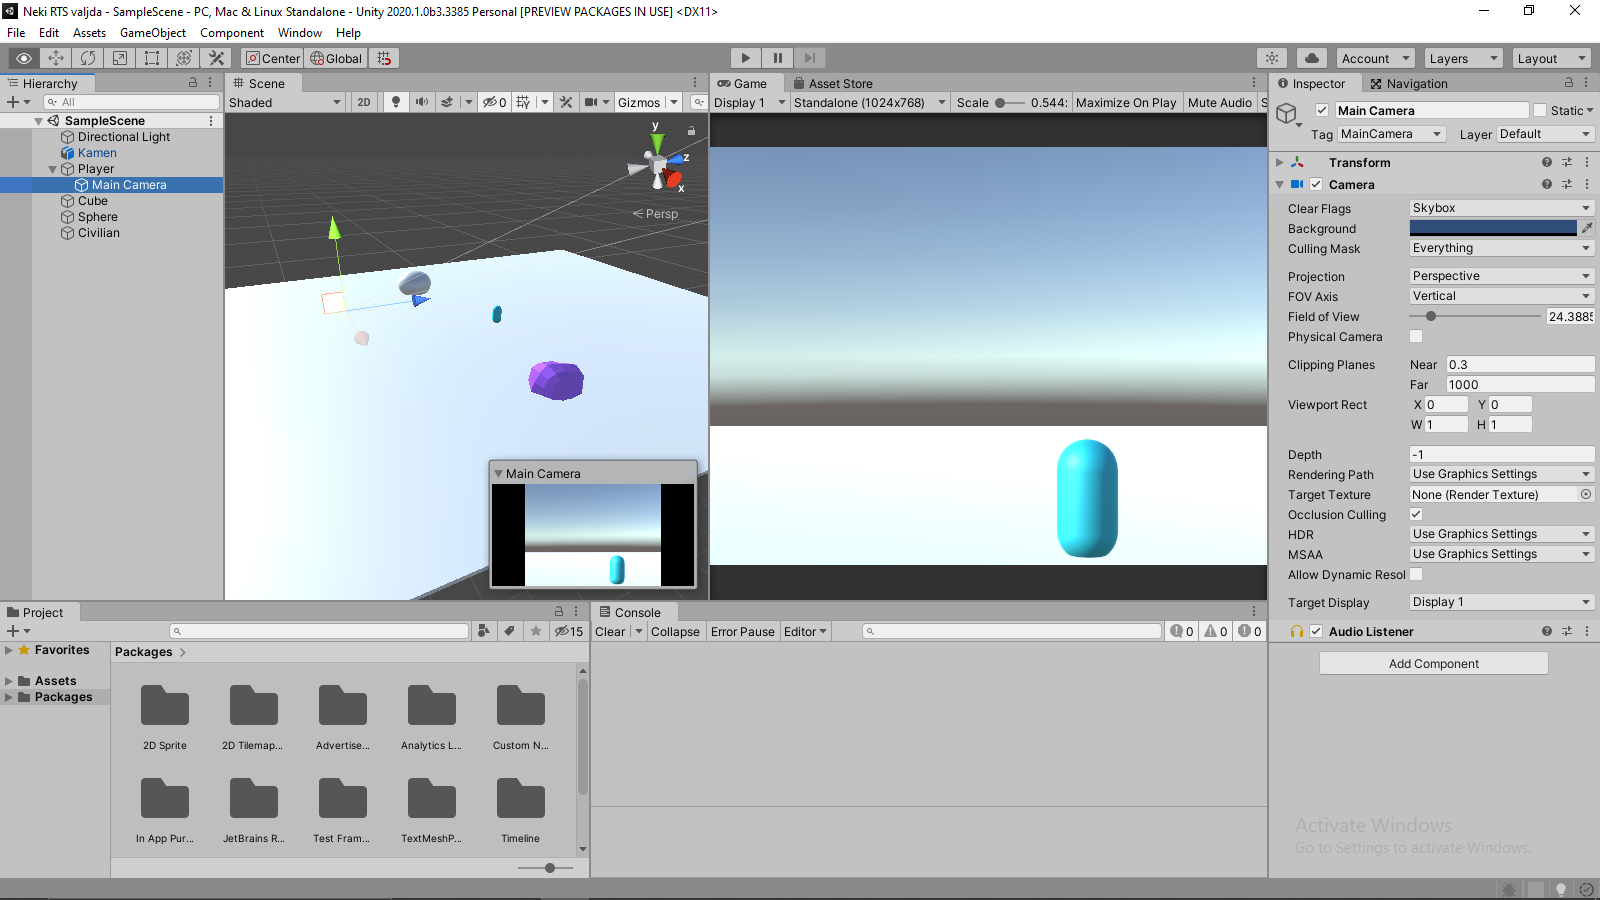 Neki RTS valjda - SampleScene - PC, Mac & Linux Standalone - Unity 2020.1.0b3.3385 Personal [PREVIEW PACKAGES IN USE] <DX11>
File Edit Assets GameObject Component Window Help
Center Global Account Layers Layout
Hierarchy
All
SampleScene
Directional Light
Kamen
Player
Main Camera
Cube
Sphere
Civilian
Scene
Shaded 2D 0 Gizmos
y
z
x
Persp
Main Camera
Game Asset Store
Display 1 Standalone (1024x768) Scale 0.544: Maximize On Play Mute Audio S
Inspector Navigation
Main Camera Static
Tag MainCamera Layer Default
Transform
Camera
Clear Flags Skybox
Background
Culling Mask Everything
Projection Perspective
FOV Axis Vertical
Field of View 24.3885
Physical Camera
Clipping Planes Near 0.3
Far 1000
Viewport Rect X 0 Y 0
W 1 H 1
Depth -1
Rendering Path Use Graphics Settings
Target Texture None (Render Texture)
Occlusion Culling
HDR Use Graphics Settings
MSAA Use Graphics Settings
Allow Dynamic Resol
Target Display Display 1
Audio Listener
Add Component
Project
15
Favorites
Assets
Packages
Packages
2D Sprite 2D Tilemap... Advertise... Analytics L... Custom N...
In App Pur... JetBrains R... Test Fram... TextMeshP... Timeline
Console
Clear Collapse Error Pause Editor 0 0 0
Activate Windows
Go to Settings to activate Windows.